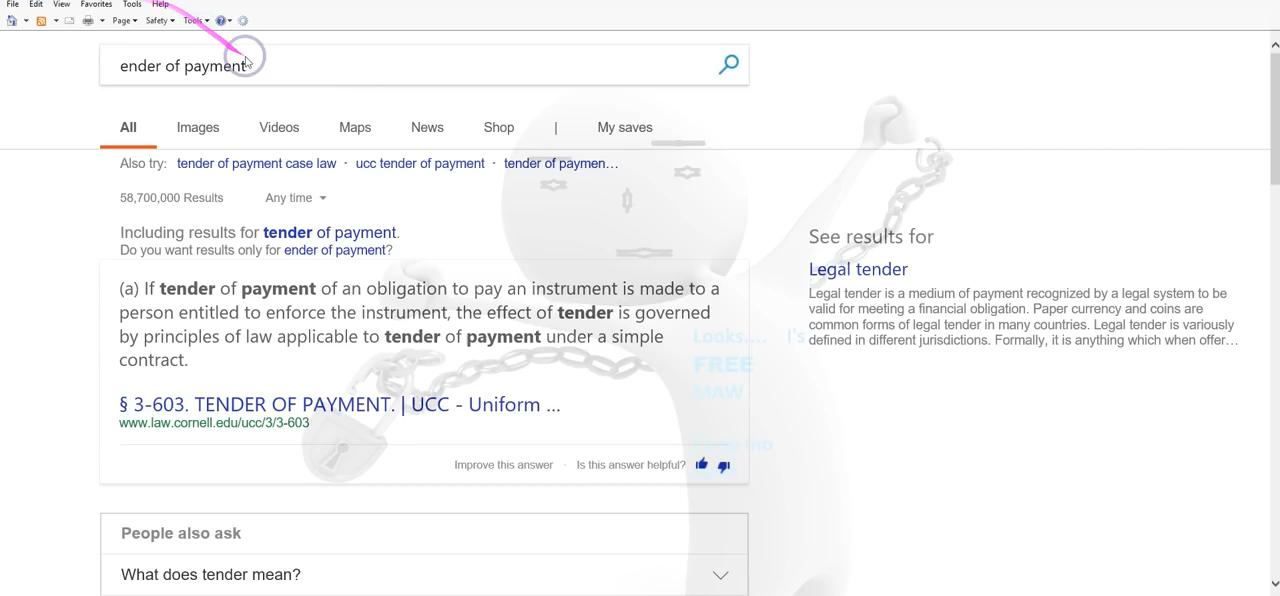 File Edit View Favorites Tools Help
Page Safety Tools
ender of payment
All Images Videos Maps News Shop | My saves
Also try: tender of payment case law · ucc tender of payment · tender of paymen…
58,700,000 Results Any time
Including results for tender of payment.
Do you want results only for ender of payment?
(a) If tender of payment of an obligation to pay an instrument is made to a
person entitled to enforce the instrument, the effect of tender is governed
by principles of law applicable to tender of payment under a simple
contract.
§ 3-603. TENDER OF PAYMENT. | UCC - Uniform ...
www.law.cornell.edu/ucc/3/3-603
Improve this answer · Is this answer helpful?
People also ask
What does tender mean?
See results for
Legal tender
Legal tender is a medium of payment recognized by a legal system to be
valid for meeting a financial obligation. Paper currency and coins are
common forms of legal tender in many countries. Legal tender is variously
defined in different jurisdictions. Formally, it is anything which when offer…
Looks.... I's
FREE
MAW